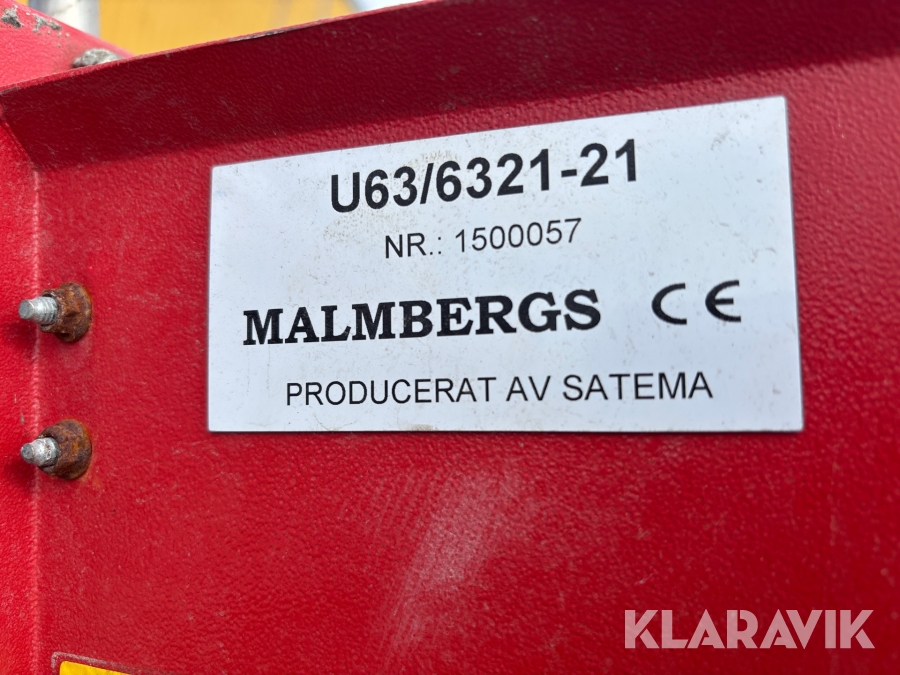 U63/6321-21
NR.: 1500057
MALMBERGS CE
PRODUCERAT AV SATEMA
KLARAVIK